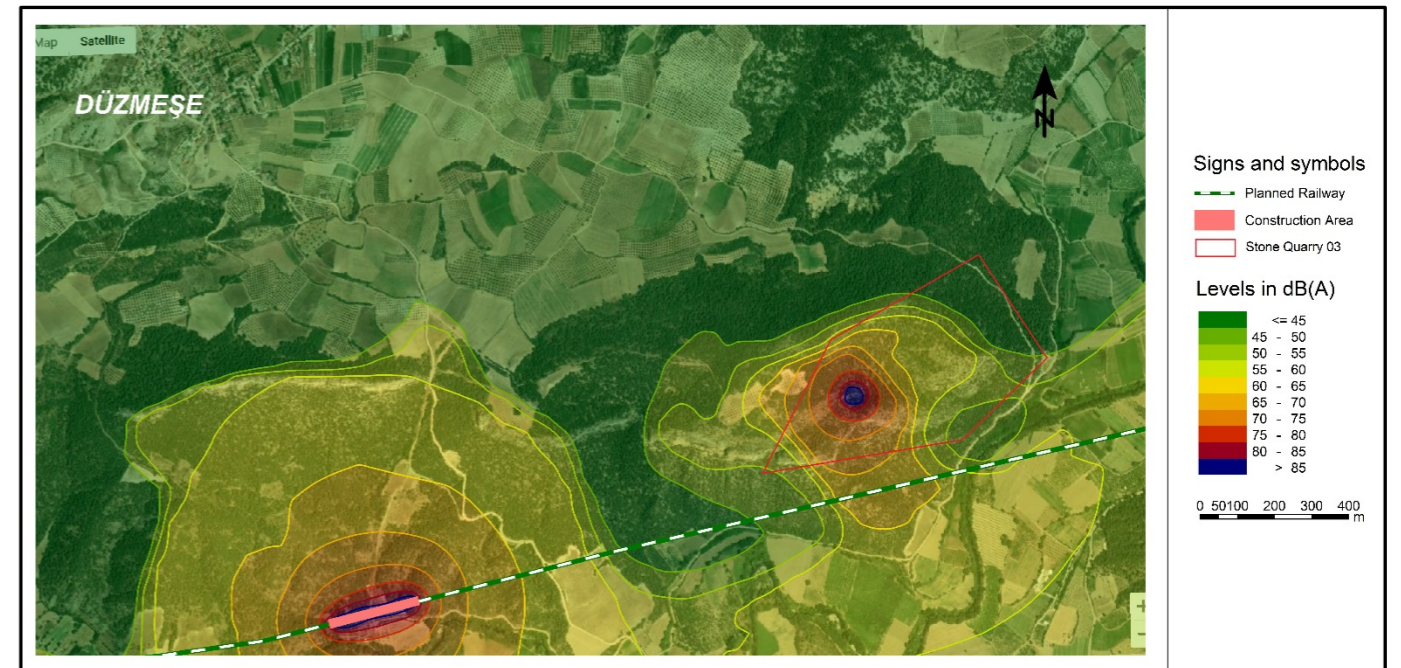 Map Satellite
DÜZMEŞE
N
Signs and symbols
Planned Railway
Construction Area
Stone Quarry 03
Levels in dB(A)
<= 45
45 - 50
50 - 55
55 - 60
60 - 65
65 - 70
70 - 75
75 - 80
80 - 85
> 85
0 50100 200 300 400
m
+
-